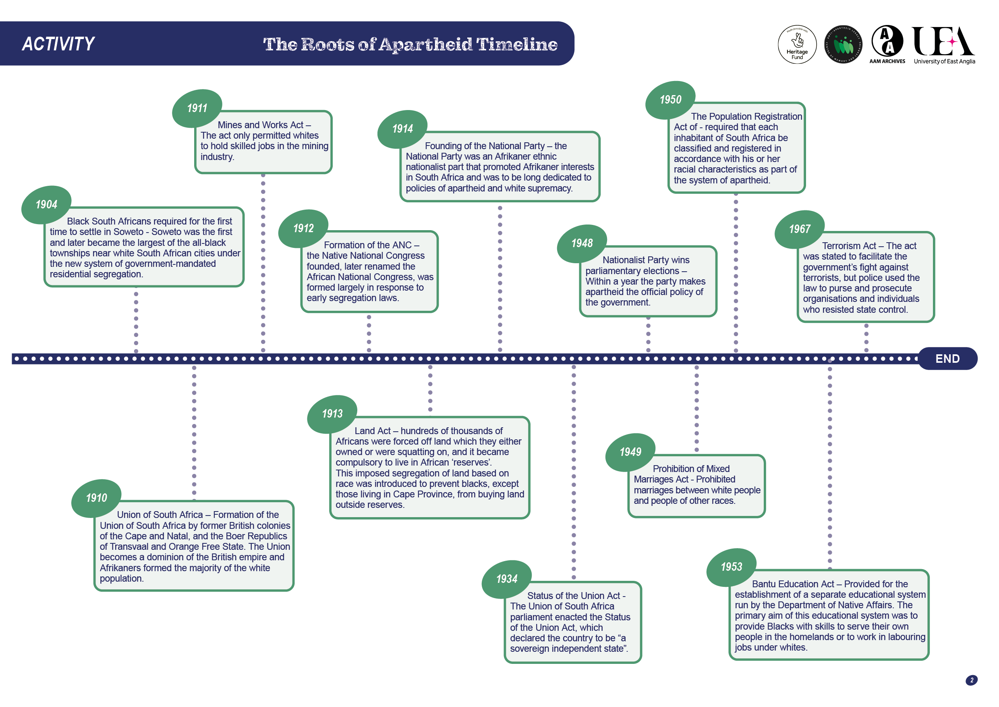 ACTIVITY
The Roots of Apartheid Timeline
Made possible with
Heritage
Fund
ANTI-APARTHEID LEGACY
CENTRE OF MEMORY AND LEARNING
A
A
AAM ARCHIVES
UEA
University of East Anglia
1904
Black South Africans required for the first
time to settle in Soweto - Soweto was the first
and later became the largest of the all-black
townships near white South African cities under
the new system of government-mandated
residential segregation.
1910
Union of South Africa – Formation of the
Union of South Africa by former British colonies
of the Cape and Natal, and the Boer Republics
of Transvaal and Orange Free State. The Union
becomes a dominion of the British empire and
Afrikaners formed the majority of the white
population.
1911
Mines and Works Act –
The act only permitted whites
to hold skilled jobs in the mining
industry.
1912
Formation of the ANC –
the Native National Congress
founded, later renamed the
African National Congress, was
formed largely in response to
early segregation laws.
1913
Land Act – hundreds of thousands of
Africans were forced off land which they either
owned or were squatting on, and it became
compulsory to live in African ‘reserves’.
This imposed segregation of land based on
race was introduced to prevent blacks, except
those living in Cape Province, from buying land
outside reserves.
1914
Founding of the National Party – the
National Party was an Afrikaner ethnic
nationalist part that promoted Afrikaner interests
in South Africa and was to be long dedicated to
policies of apartheid and white supremacy.
1934
Status of the Union Act -
The Union of South Africa
parliament enacted the Status
of the Union Act, which
declared the country to be “a
sovereign independent state”.
1948
Nationalist Party wins
parliamentary elections –
Within a year the party makes
apartheid the official policy of
the government.
1949
Prohibition of Mixed
Marriages Act - Prohibited
marriages between white people
and people of other races.
1950
The Population Registration
Act of - required that each
inhabitant of South Africa be
classified and registered in
accordance with his or her
racial characteristics as part of
the system of apartheid.
1953
Bantu Education Act – Provided for the
establishment of a separate educational system
run by the Department of Native Affairs. The
primary aim of this educational system was to
provide Blacks with skills to serve their own
people in the homelands or to work in labouring
jobs under whites.
1967
Terrorism Act – The act
was stated to facilitate the
government’s fight against
terrorists, but police used the
law to purse and prosecute
organisations and individuals
who resisted state control.
END
2